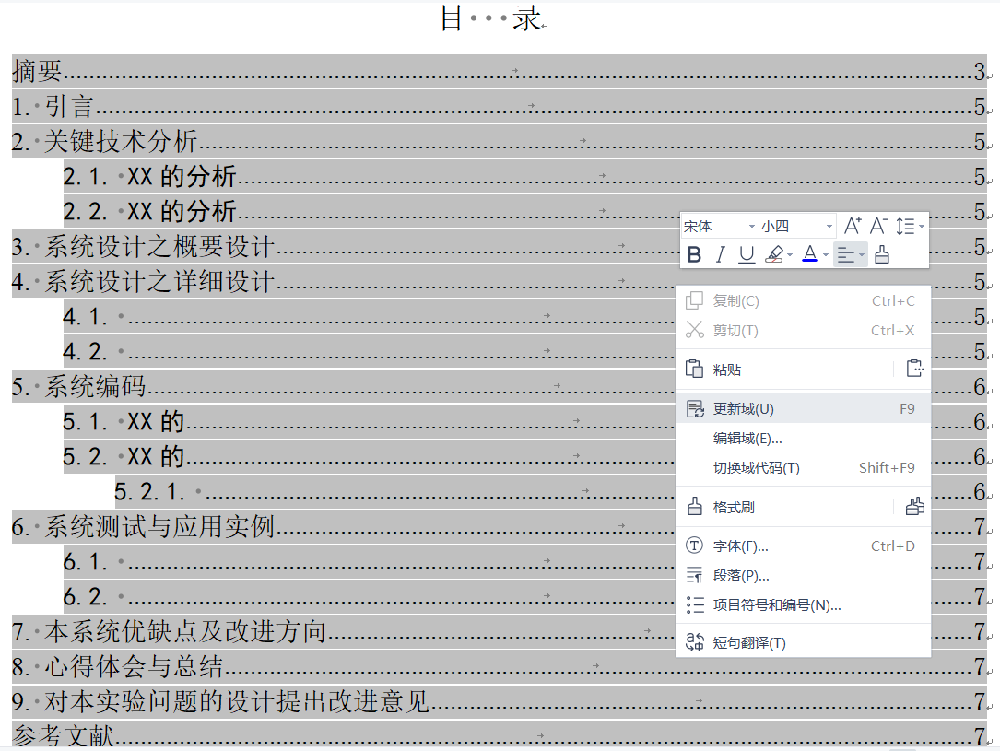 目···录
摘要3
1. 引言5
2. 关键技术分析5
2.1. XX 的分析5
2.2. XX 的分析5
3. 系统设计之概要设计5
4. 系统设计之详细设计5
4.1. 5
4.2. 5
5. 系统编码6
5.1. XX 的6
5.2. XX 的6
5.2.1. 6
6. 系统测试与应用实例7
6.1. 7
6.2. 7
7. 本系统优缺点及改进方向7
8. 心得体会与总结7
9. 对本实验问题的设计提出改进意见7
参考文献7
宋体 小四 A+ A-
B I U A
复制(C) Ctrl+C
剪切(T) Ctrl+X
粘贴
更新域(U) F9
编辑域(E)...
切换域代码(T) Shift+F9
格式刷
字体(F)... Ctrl+D
段落(P)...
项目符号和编号(N)...
短句翻译(T)